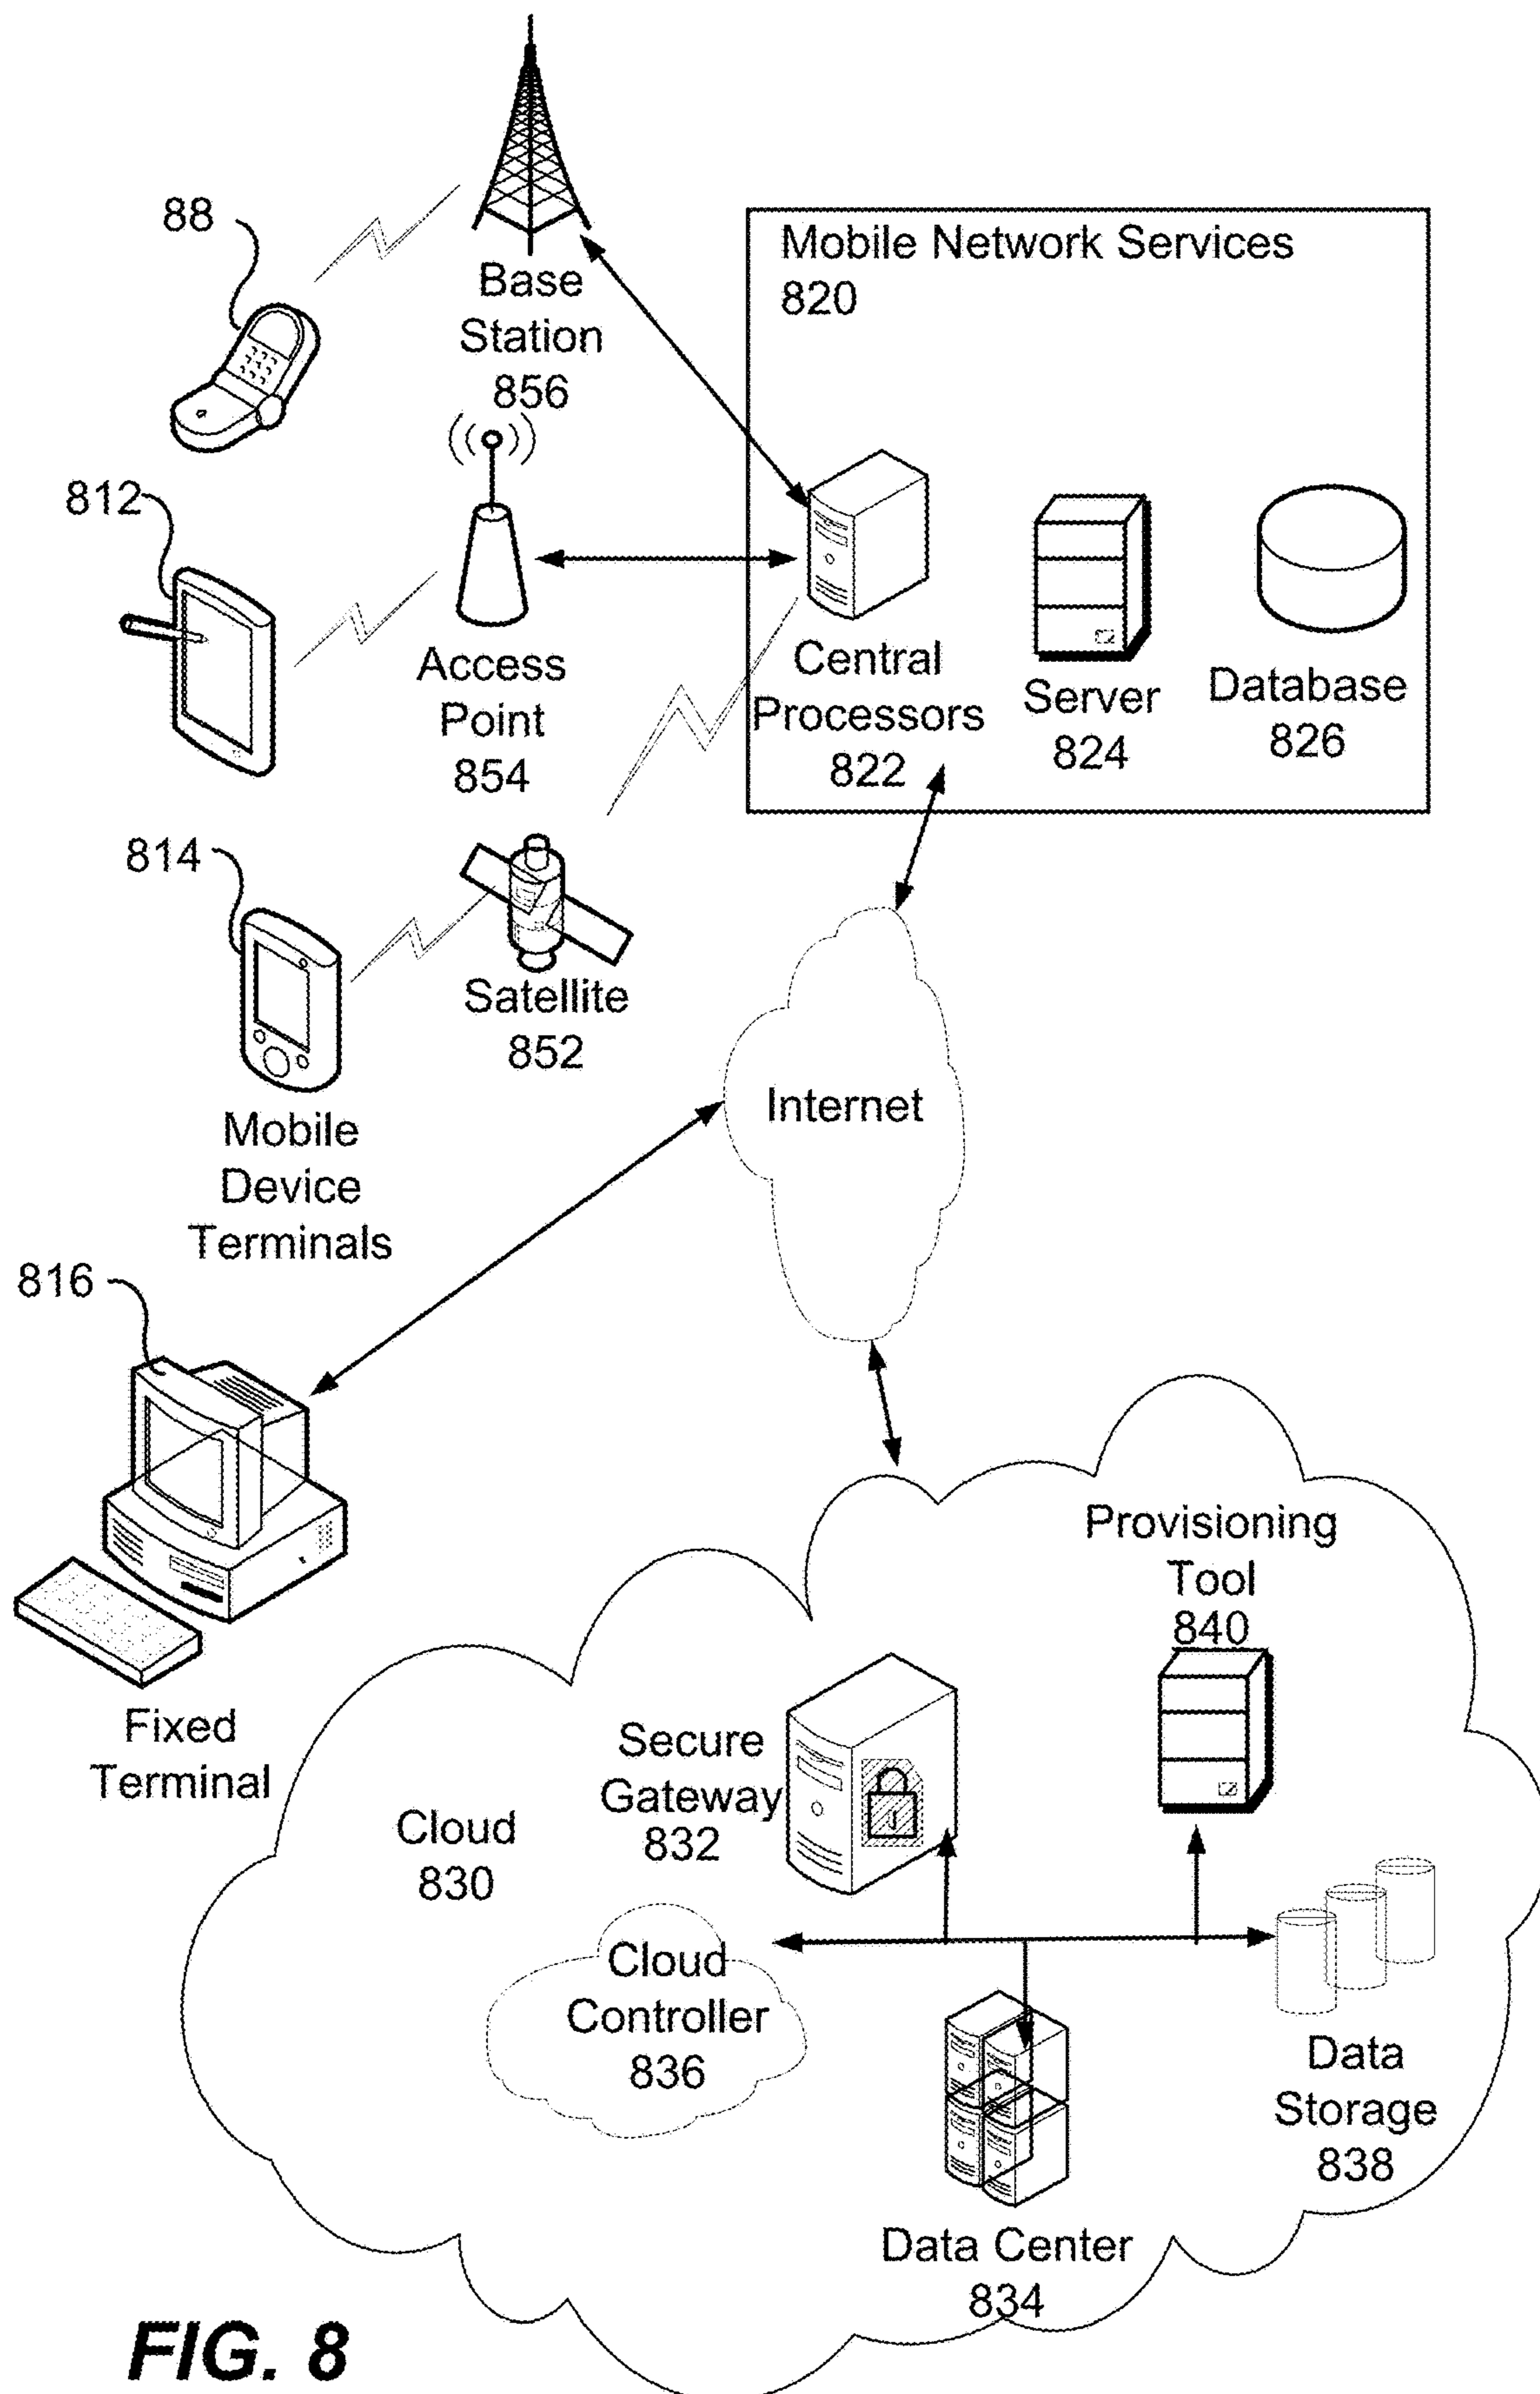 88
Base
Station
856
Mobile Network Services
820
812
Access
Point
854
Central
Processors
822
Server
824
Database
826
814
Satellite
852
Mobile
Device
Terminals
Internet
816
Fixed
Terminal
Provisioning
Tool
840
Secure
Gateway
832
Cloud
830
Cloud
Controller
836
Data
Storage
838
Data Center
834
FIG. 8